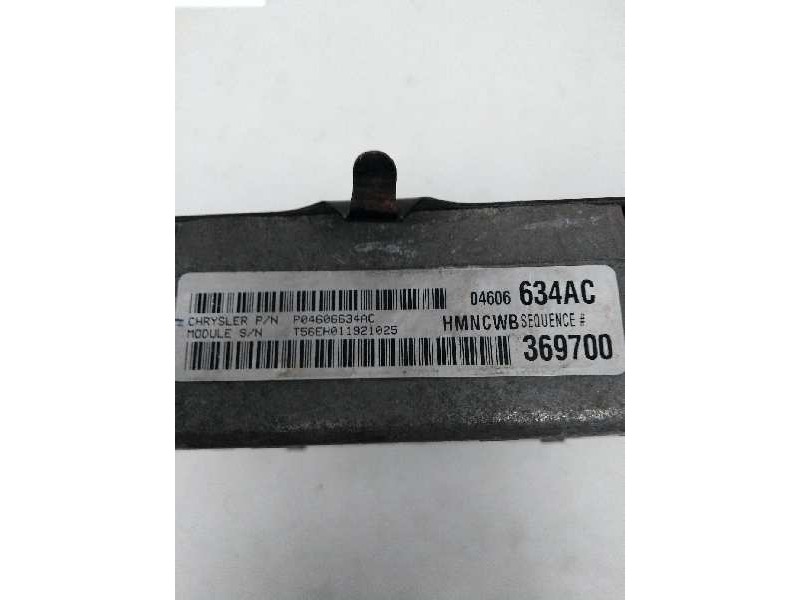 04606 634AC
CHRYSLER P/N P04606634AC
MODULE S/N T56EH011921025
HMNCWB SEQUENCE #
369700